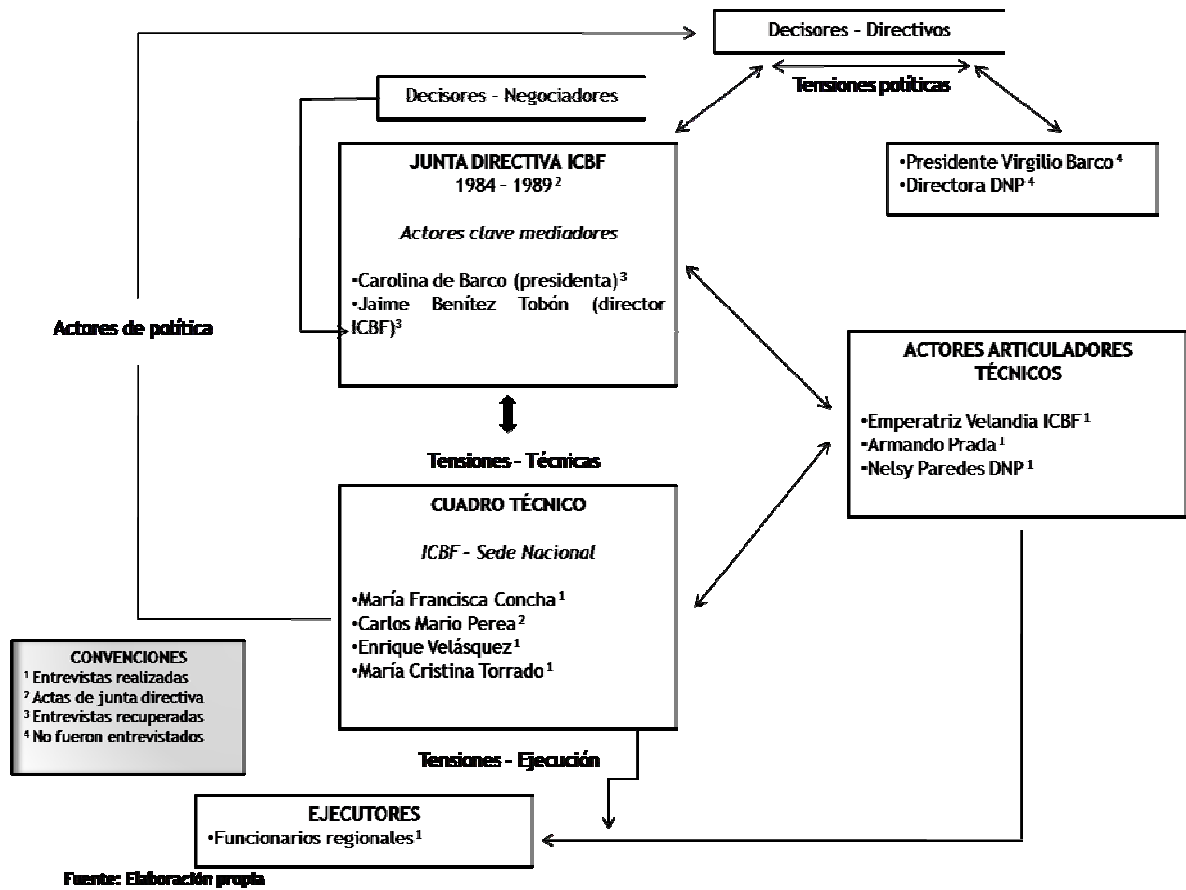 Decisores - Directivos
Tensiones políticas
Decisores - Negociadores
JUNTA DIRECTIVA ICBF
1984 - 1989 ²
Actores clave mediadores
•Carolina de Barco (presidenta) ³
•Jaime Benítez Tobón (director
ICBF)³
•Presidente Virgilio Barco ⁴
•Directora DNP ⁴
Actores de política
ACTORES ARTICULADORES
TÉCNICOS
•Emperatriz Velandia ICBF ¹
•Armando Prada ¹
•Nelsy Paredes DNP ¹
Tensiones - Técnicas
CUADRO TÉCNICO
ICBF - Sede Nacional
•María Francisca Concha ¹
•Carlos Mario Perea ²
•Enrique Velásquez ¹
•María Cristina Torrado ¹
CONVENCIONES
¹ Entrevistas realizadas
² Actas de junta directiva
³ Entrevistas recuperadas
⁴ No fueron entrevistados
Tensiones - Ejecución
EJECUTORES
•Funcionarios regionales ¹
Fuente: Elaboración propia